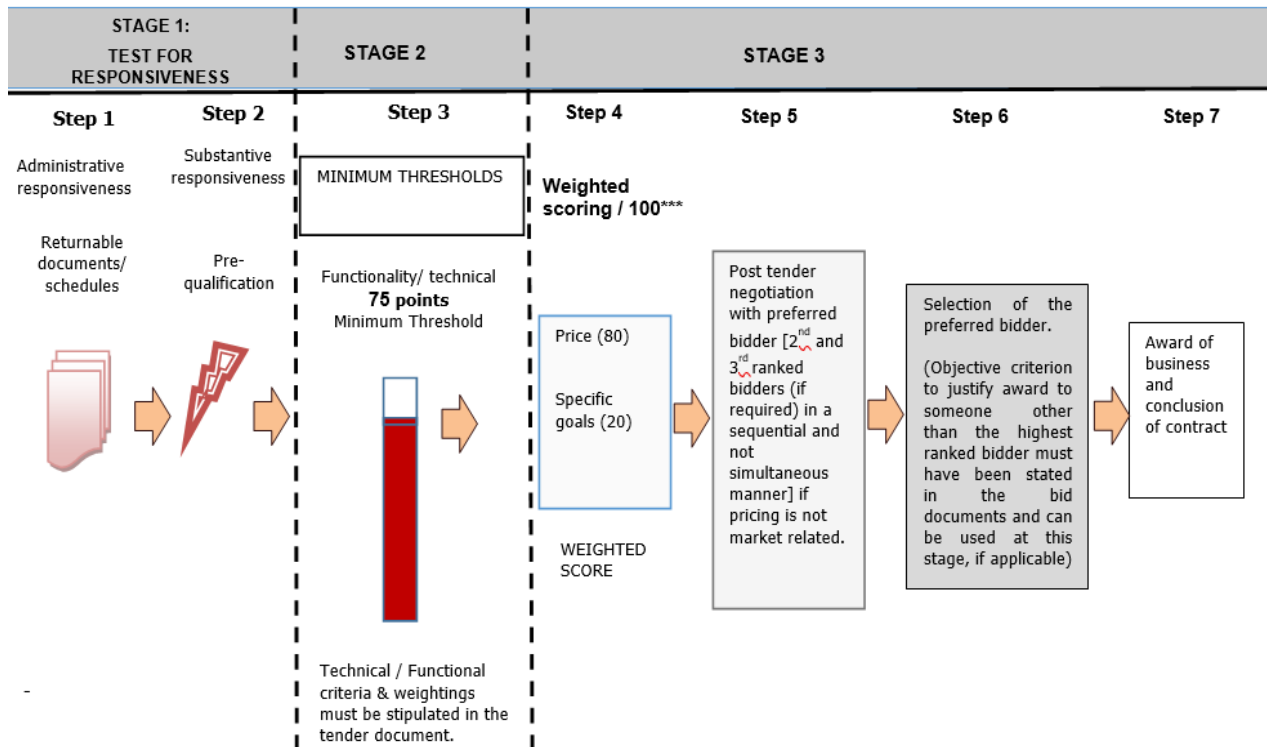 STAGE 1:
TEST FOR
RESPONSIVENESS
STAGE 2
STAGE 3
Step 1
Step 2
Step 3
Step 4
Step 5
Step 6
Step 7
Administrative
responsiveness
Returnable
documents/
schedules
Substantive
responsiveness
Pre-
qualification
MINIMUM THRESHOLDS
Functionality/ technical
75 points
Minimum Threshold
Technical / Functional
criteria & weightings
must be stipulated in the
tender document.
Weighted
scoring / 100***
Price (80)
Specific
goals (20)
WEIGHTED
SCORE
Post tender
negotiation
with preferred
bidder [2nd and
3rd ranked
bidders (if
required) in a
sequential and
not
simultaneous
manner] if
pricing is not
market related.
Selection of the
preferred bidder.
(Objective criterion
to justify award to
someone other
than the highest
ranked bidder must
have been stated
in the bid
documents and can
be used at this
stage, if applicable)
Award of
business and
conclusion
of contract
-